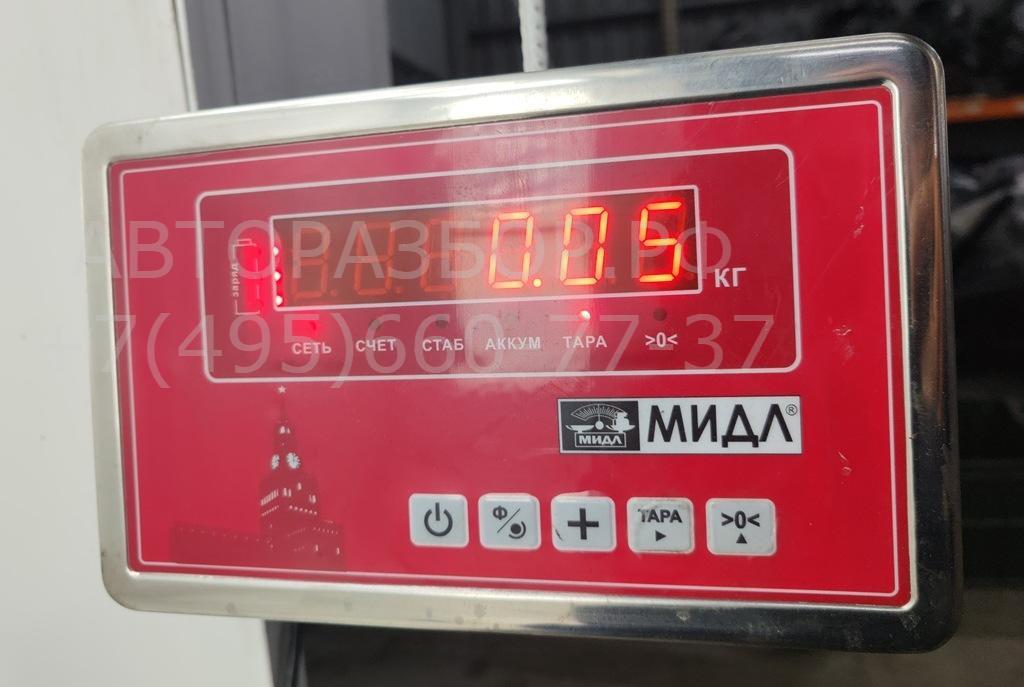 АВТОРАЗБОР.РФ
+7(495)660-77-37
заряд
0.05
кг
СЕТЬ СЧЕТ СТАБ АККУМ ТАРА >0<
МИДЛ МИДЛ®
Ф/ + ТАРА >0<